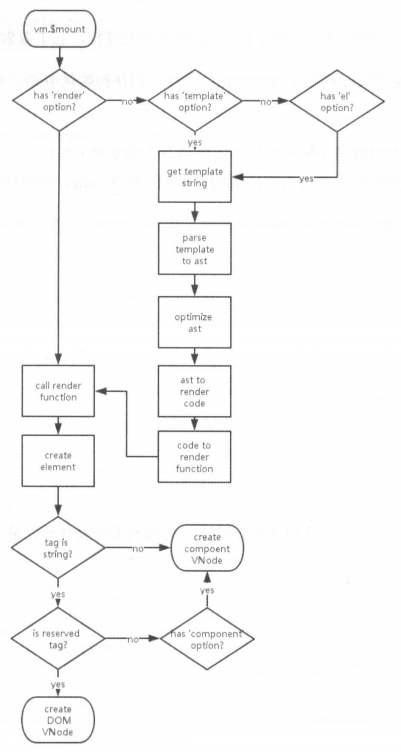 vm.$mount
has 'render'
option?
no
has 'template'
option?
no
has 'el'
option?
yes
yes
get template
string
parse
template
to ast
optimize
ast
call render
function
ast to
render
code
create
element
code to
render
function
tag is
string?
no
create
compoent
VNode
yes
yes
is reserved
tag?
no
has 'component'
option?
yes
create
DOM
VNode